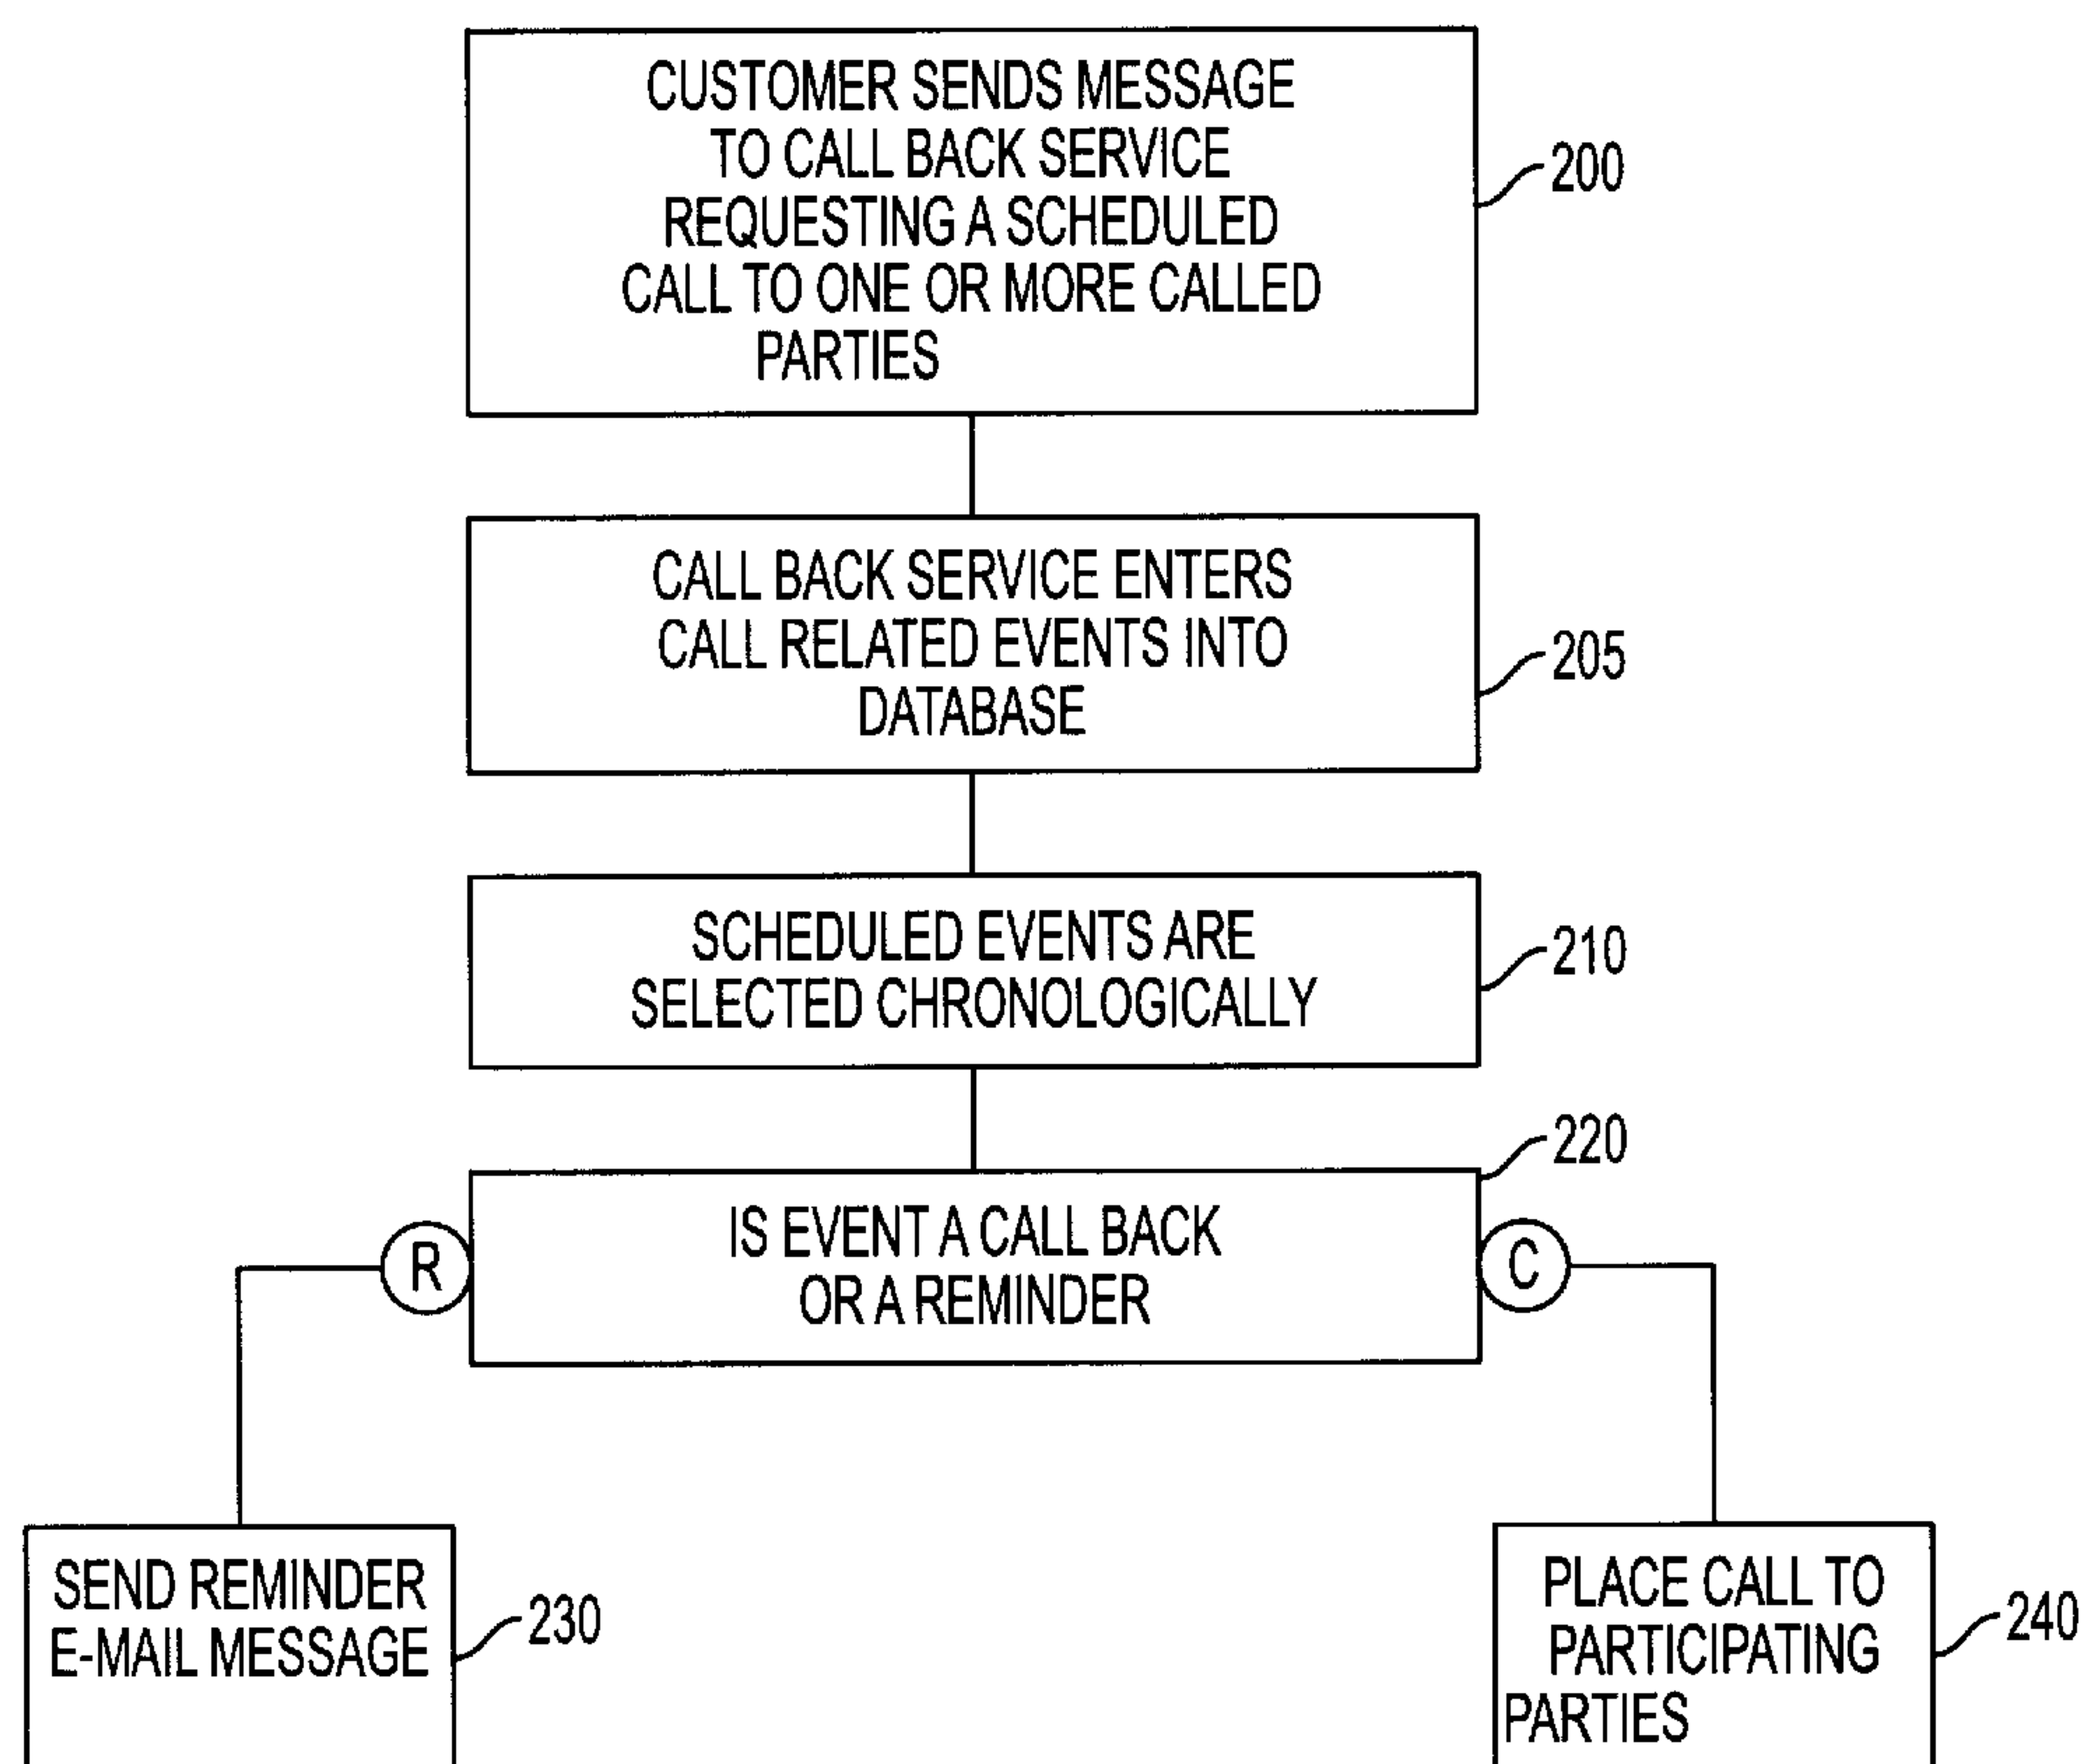 CUSTOMER SENDS MESSAGE
TO CALL BACK SERVICE
REQUESTING A SCHEDULED
CALL TO ONE OR MORE CALLED
PARTIES
200
CALL BACK SERVICE ENTERS
CALL RELATED EVENTS INTO
DATABASE
205
SCHEDULED EVENTS ARE
SELECTED CHRONOLOGICALLY
210
220
IS EVENT A CALL BACK
OR A REMINDER
R
C
SEND REMINDER
E-MAIL MESSAGE
230
PLACE CALL TO
PARTICIPATING
PARTIES
240